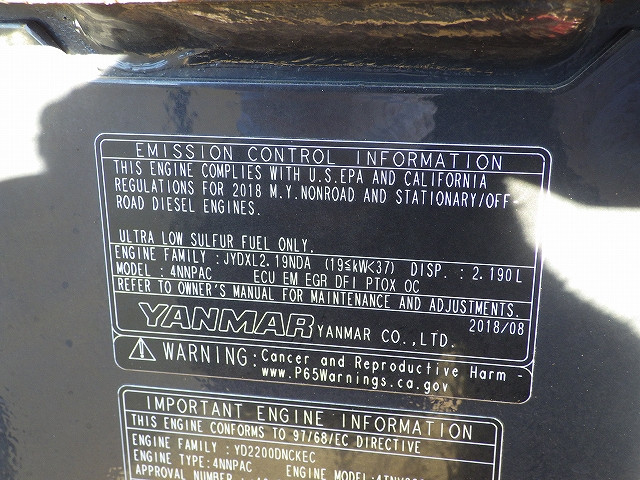 EMISSION CONTROL INFORMATION
THIS ENGINE COMPLIES WITH U.S.EPA AND CALIFORNIA
REGULATIONS FOR 2018 M.Y.NONROAD AND STATIONARY/OFF-
ROAD DIESEL ENGINES.
ULTRA LOW SULFUR FUEL ONLY.
ENGINE FAMILY : JYDXL2.19NDA (19≤kW<37) DISP. : 2.190L
MODEL : 4NNPAC ECU EM EGR DFI PTOX OC
REFER TO OWNER'S MANUAL FOR MAINTENANCE AND ADJUSTMENTS.
2018/08
YANMAR YANMAR CO.,LTD.
WARNING: Cancer and Reproductive Harm -
www.P65Warnings.ca.gov
IMPORTANT ENGINE INFORMATION
THIS ENGINE CONFORMS TO 97/68/EC DIRECTIVE
ENGINE FAMILY : YD2200DNCKEC
ENGINE TYPE:4NNPAC ENGINE MODEL:
APPROVAL NUMBER :